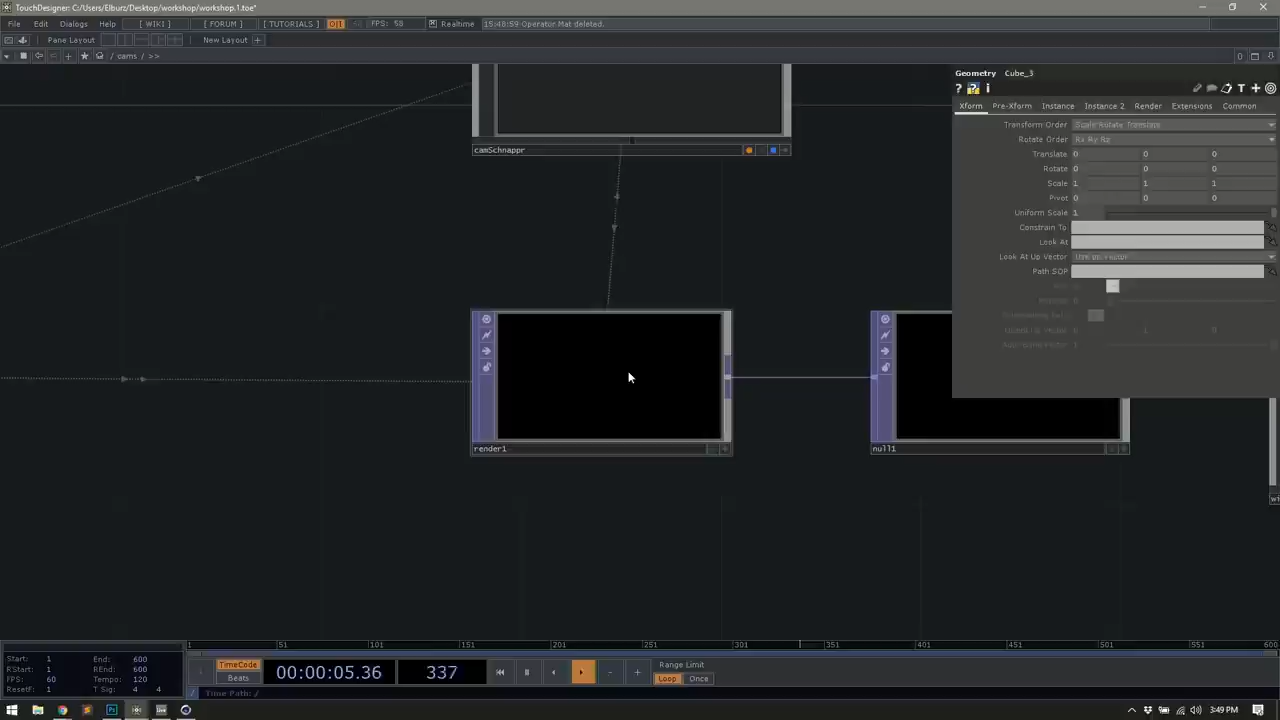 TouchDesigner: C:/Users/Elburz/Desktop/workshop/workshop.1.toe*
File Edit Dialogs Help [ WIKI ] [ FORUM ] [ TUTORIALS ] O|I 60 FPS: 58 Realtime 15:48:59-Operator Mat deleted.
Pane Layout New Layout +
/ cams / >>
Geometry Cube_3
? ? i
Xform Pre-Xform Instance Instance 2 Render Extensions Common
Transform Order Scale Rotate Translate
Rotate Order Rx Ry Rz
Translate 0 0 0
Rotate 0 0 0
Scale 1 1 1
Pivot 0 0 0
Uniform Scale 1
Constrain To
Look At
Look At Up Vector
Path SOP
camSchnappr
render1
null1
1 51 101 151 201 251 301 351 401 451 501 551 600
Start: 1 End: 600
RStart: 1 REnd: 600
FPS: 60 Tempo: 120
ResetF: 1 T Sig: 4 4
TimeCode
Beats
00:00:05.36
337
Range Limit
Loop Once
/ Time Path: /
3:49 PM